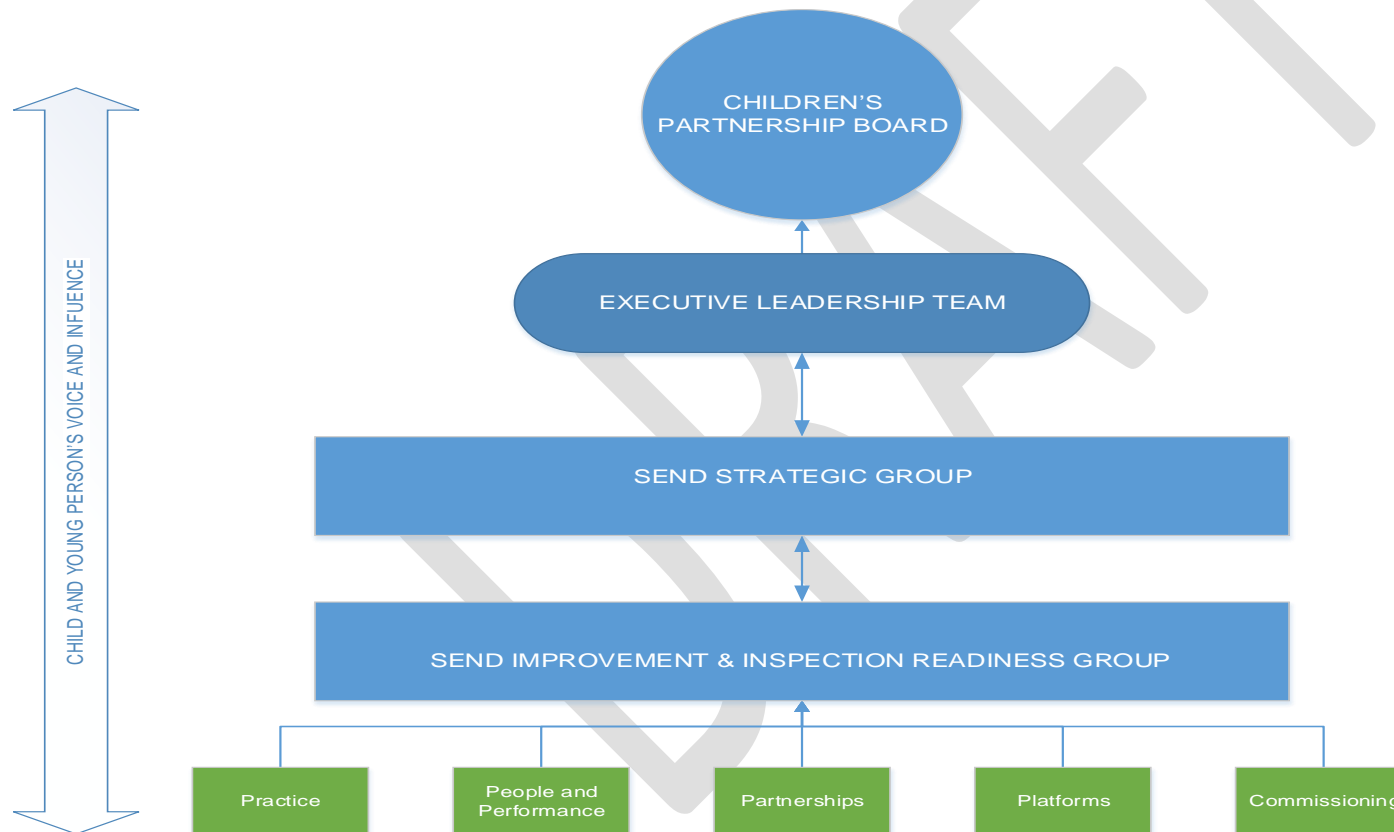 CHILDREN'S
PARTNERSHIP BOARD
EXECUTIVE LEADERSHIP TEAM
CHILD AND YOUNG PERSON'S VOICE AND INFUENCE
SEND STRATEGIC GROUP
SEND IMPROVEMENT & INSPECTION READINESS GROUP
Practice
People and
Performance
Partnerships
Platforms
Commissioning
DRAFT